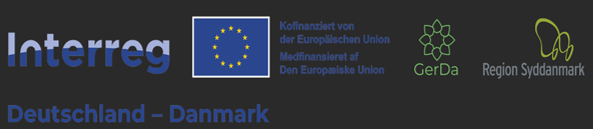 Interreg
Kofinanziert von
der Europäischen Union
Medfinansieret af
Den Europæiske Union
GerDa
Region Syddanmark
Deutschland – Danmark